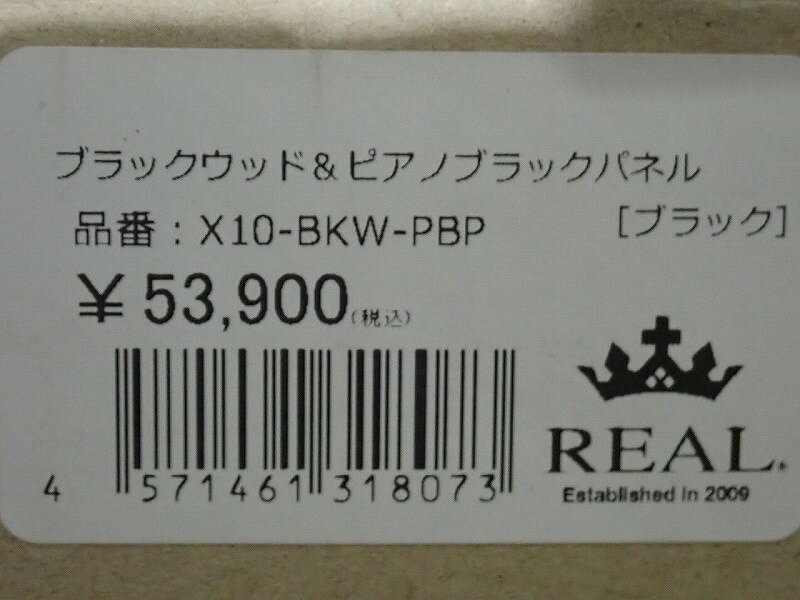 ブラックウッド＆ピアノブラックパネル
品番：X10-BKW-PBP [ブラック]
¥53,900(税込)
4 571461 318073
REAL.
Established in 2009